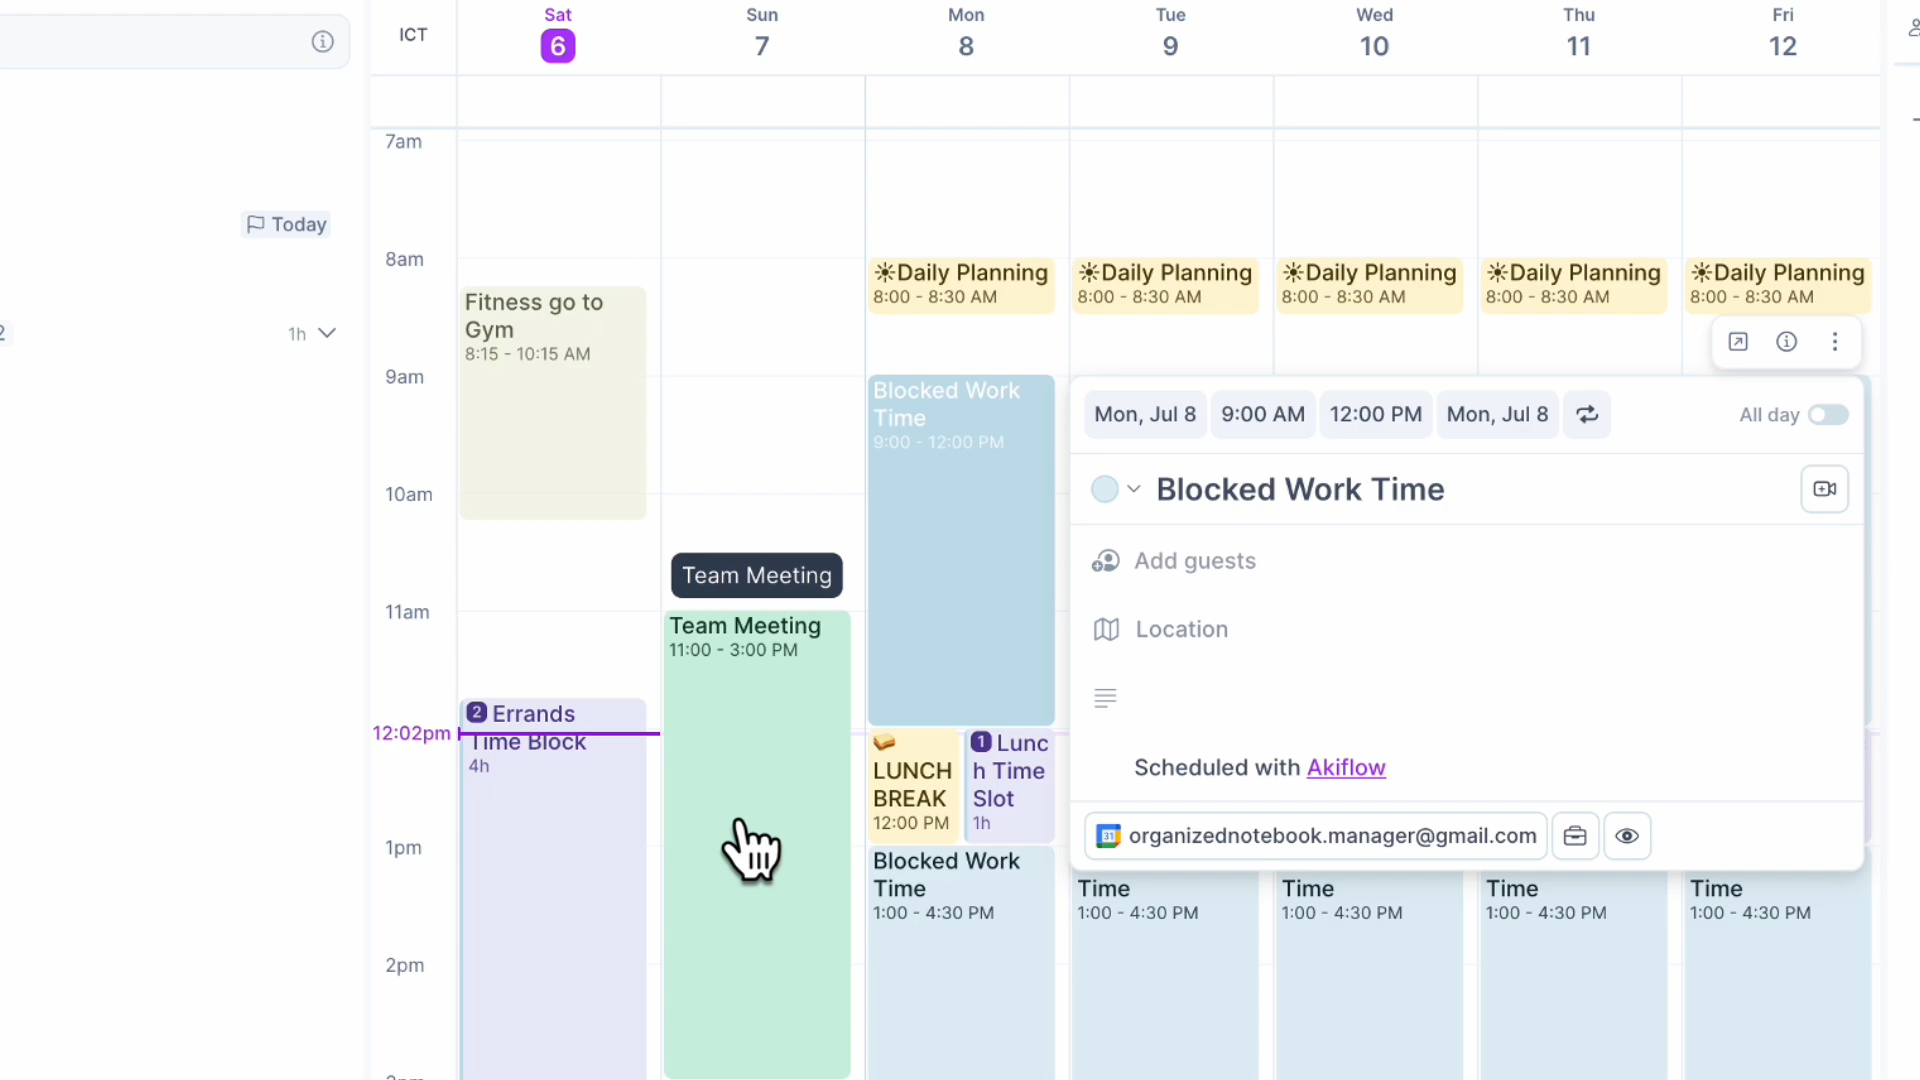 ICT
Sat
6
Sun
7
Mon
8
Tue
9
Wed
10
Thu
11
Fri
12
7am
Today
8am
Daily Planning
8:00 - 8:30 AM
Daily Planning
8:00 - 8:30 AM
Daily Planning
8:00 - 8:30 AM
Daily Planning
8:00 - 8:30 AM
Daily Planning
8:00 - 8:30 AM
Fitness go to
Gym
8:15 - 10:15 AM
2
1h
9am
Blocked Work
Time
9:00 - 12:00 PM
Mon, Jul 8
9:00 AM
12:00 PM
Mon, Jul 8
All day
Blocked Work Time
10am
Add guests
Team Meeting
11am
Team Meeting
11:00 - 3:00 PM
Location
2 Errands
Time Block
4h
12:02pm
LUNCH
BREAK
12:00 PM
1 Lunc
h Time
Slot
1h
Scheduled with Akiflow
31
organizednotebook.manager@gmail.com
1pm
Blocked Work
Time
1:00 - 4:30 PM
Time
1:00 - 4:30 PM
Time
1:00 - 4:30 PM
Time
1:00 - 4:30 PM
Time
1:00 - 4:30 PM
2pm